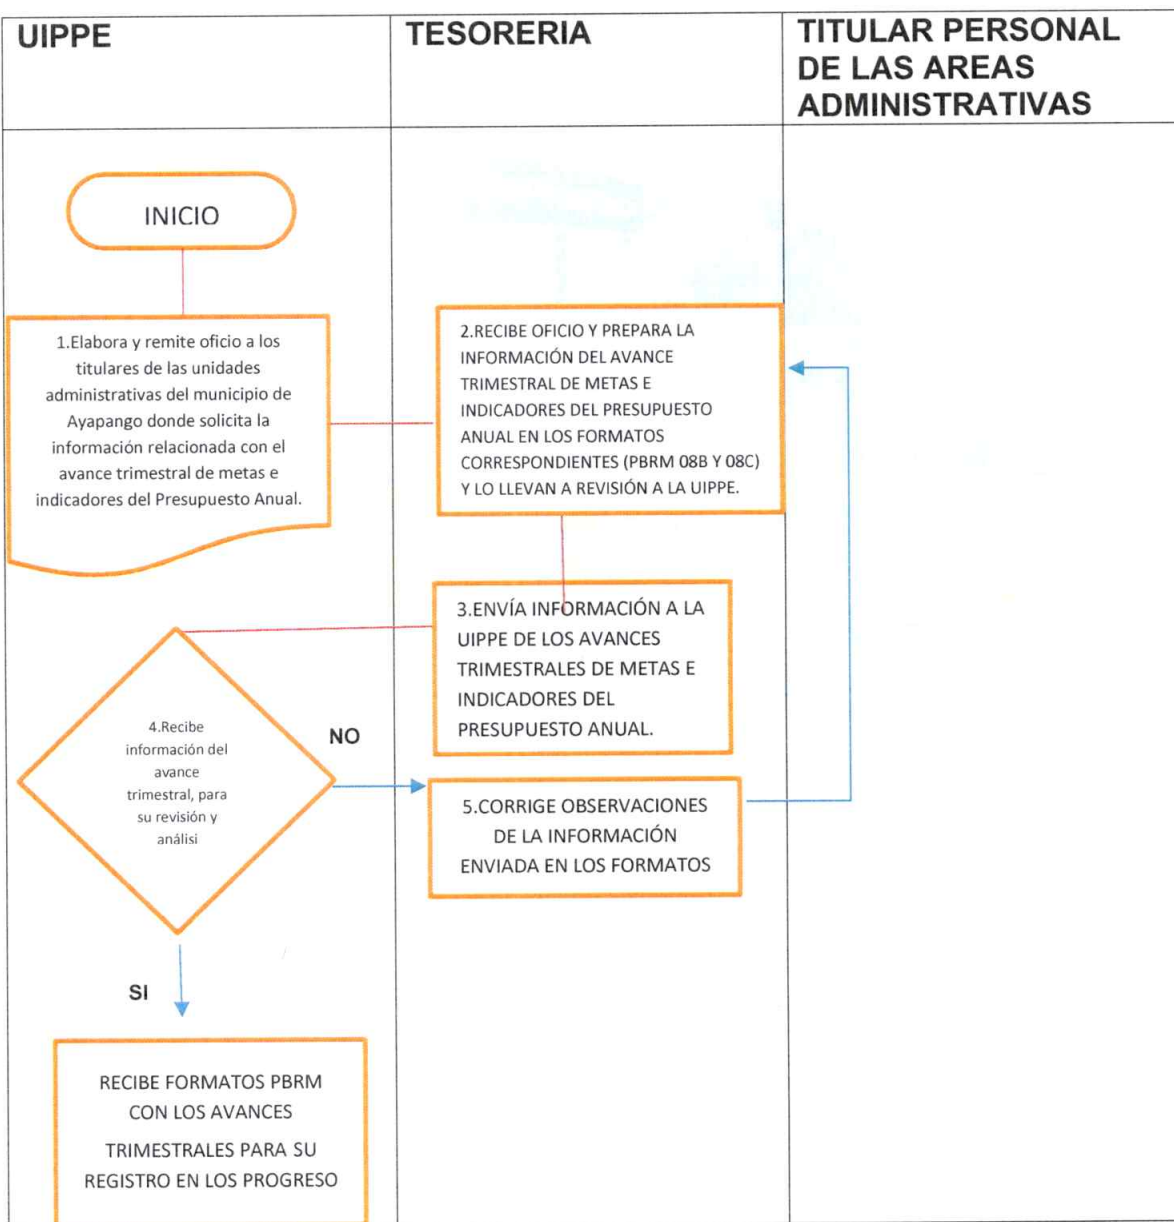 UIPPE
TESORERIA
TITULAR PERSONAL
DE LAS AREAS
ADMINISTRATIVAS
INICIO
1.Elabora y remite oficio a los
titulares de las unidades
administrativas del municipio de
Ayapango donde solicita la
información relacionada con el
avance trimestral de metas e
indicadores del Presupuesto Anual.
2.RECIBE OFICIO Y PREPARA LA
INFORMACIÓN DEL AVANCE
TRIMESTRAL DE METAS E
INDICADORES DEL PRESUPUESTO
ANUAL EN LOS FORMATOS
CORRESPONDIENTES (PBRM 08B Y 08C)
Y LO LLEVAN A REVISIÓN A LA UIPPE.
3.ENVÍA INFORMACIÓN A LA
UIPPE DE LOS AVANCES
TRIMESTRALES DE METAS E
INDICADORES DEL
PRESUPUESTO ANUAL.
4.Recibe
información del
avance
trimestral, para
su revisión y
análisi
NO
5.CORRIGE OBSERVACIONES
DE LA INFORMACIÓN
ENVIADA EN LOS FORMATOS
SI
RECIBE FORMATOS PBRM
CON LOS AVANCES
TRIMESTRALES PARA SU
REGISTRO EN LOS PROGRESO